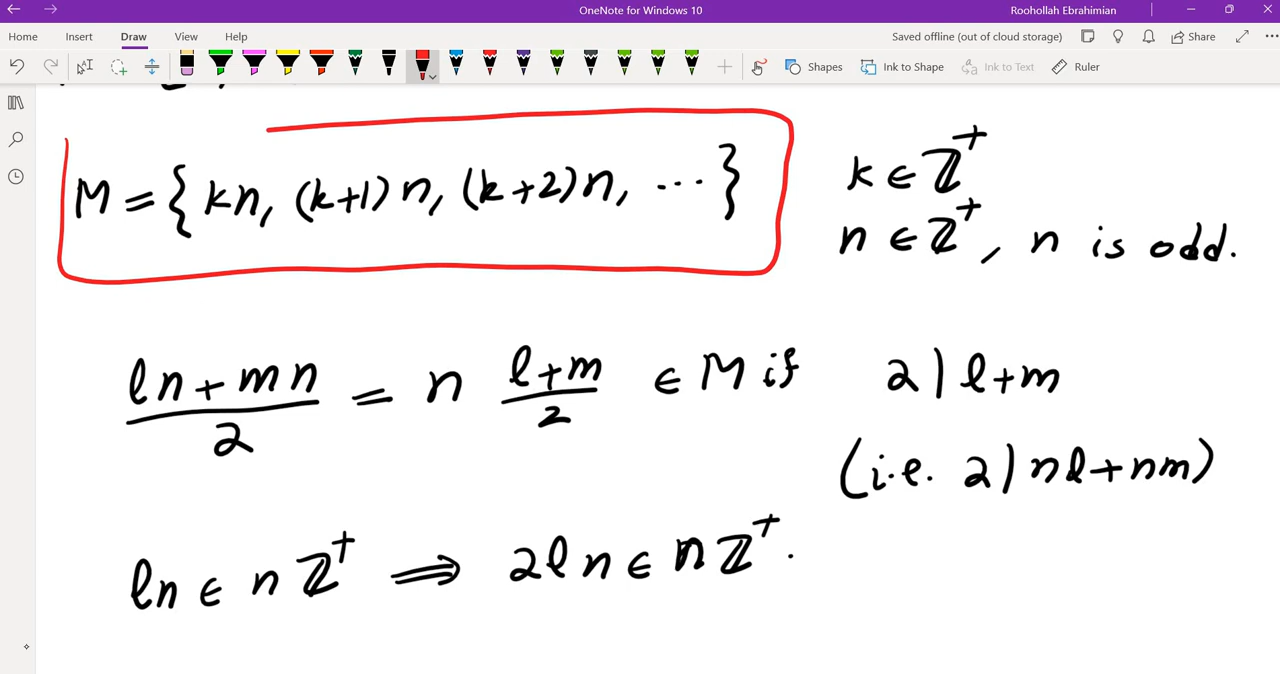 OneNote for Windows 10
Roohollah Ebrahimian
Home Insert Draw View Help
Saved offline (out of cloud storage)
Share
Shapes
Ink to Shape
Ink to Text
Ruler
M = { kn, (k+1)n, (k+2)n, ... }
k ∈ ℤ⁺
n ∈ ℤ⁺, n is odd.
(ln + mn)/2 = n (l+m)/2 ∈ M if 2 | l+m
(i.e. 2 | nl+nm)
ln ∈ nℤ⁺ ⟹ 2ln ∈ nℤ⁺.